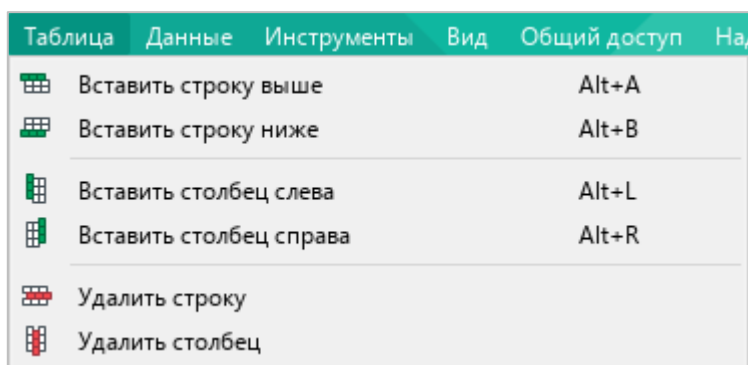 Таблица Данные Инструменты Вид Общий доступ На
Вставить строку выше Alt+A
Вставить строку ниже Alt+B
Вставить столбец слева Alt+L
Вставить столбец справа Alt+R
Удалить строку
Удалить столбец